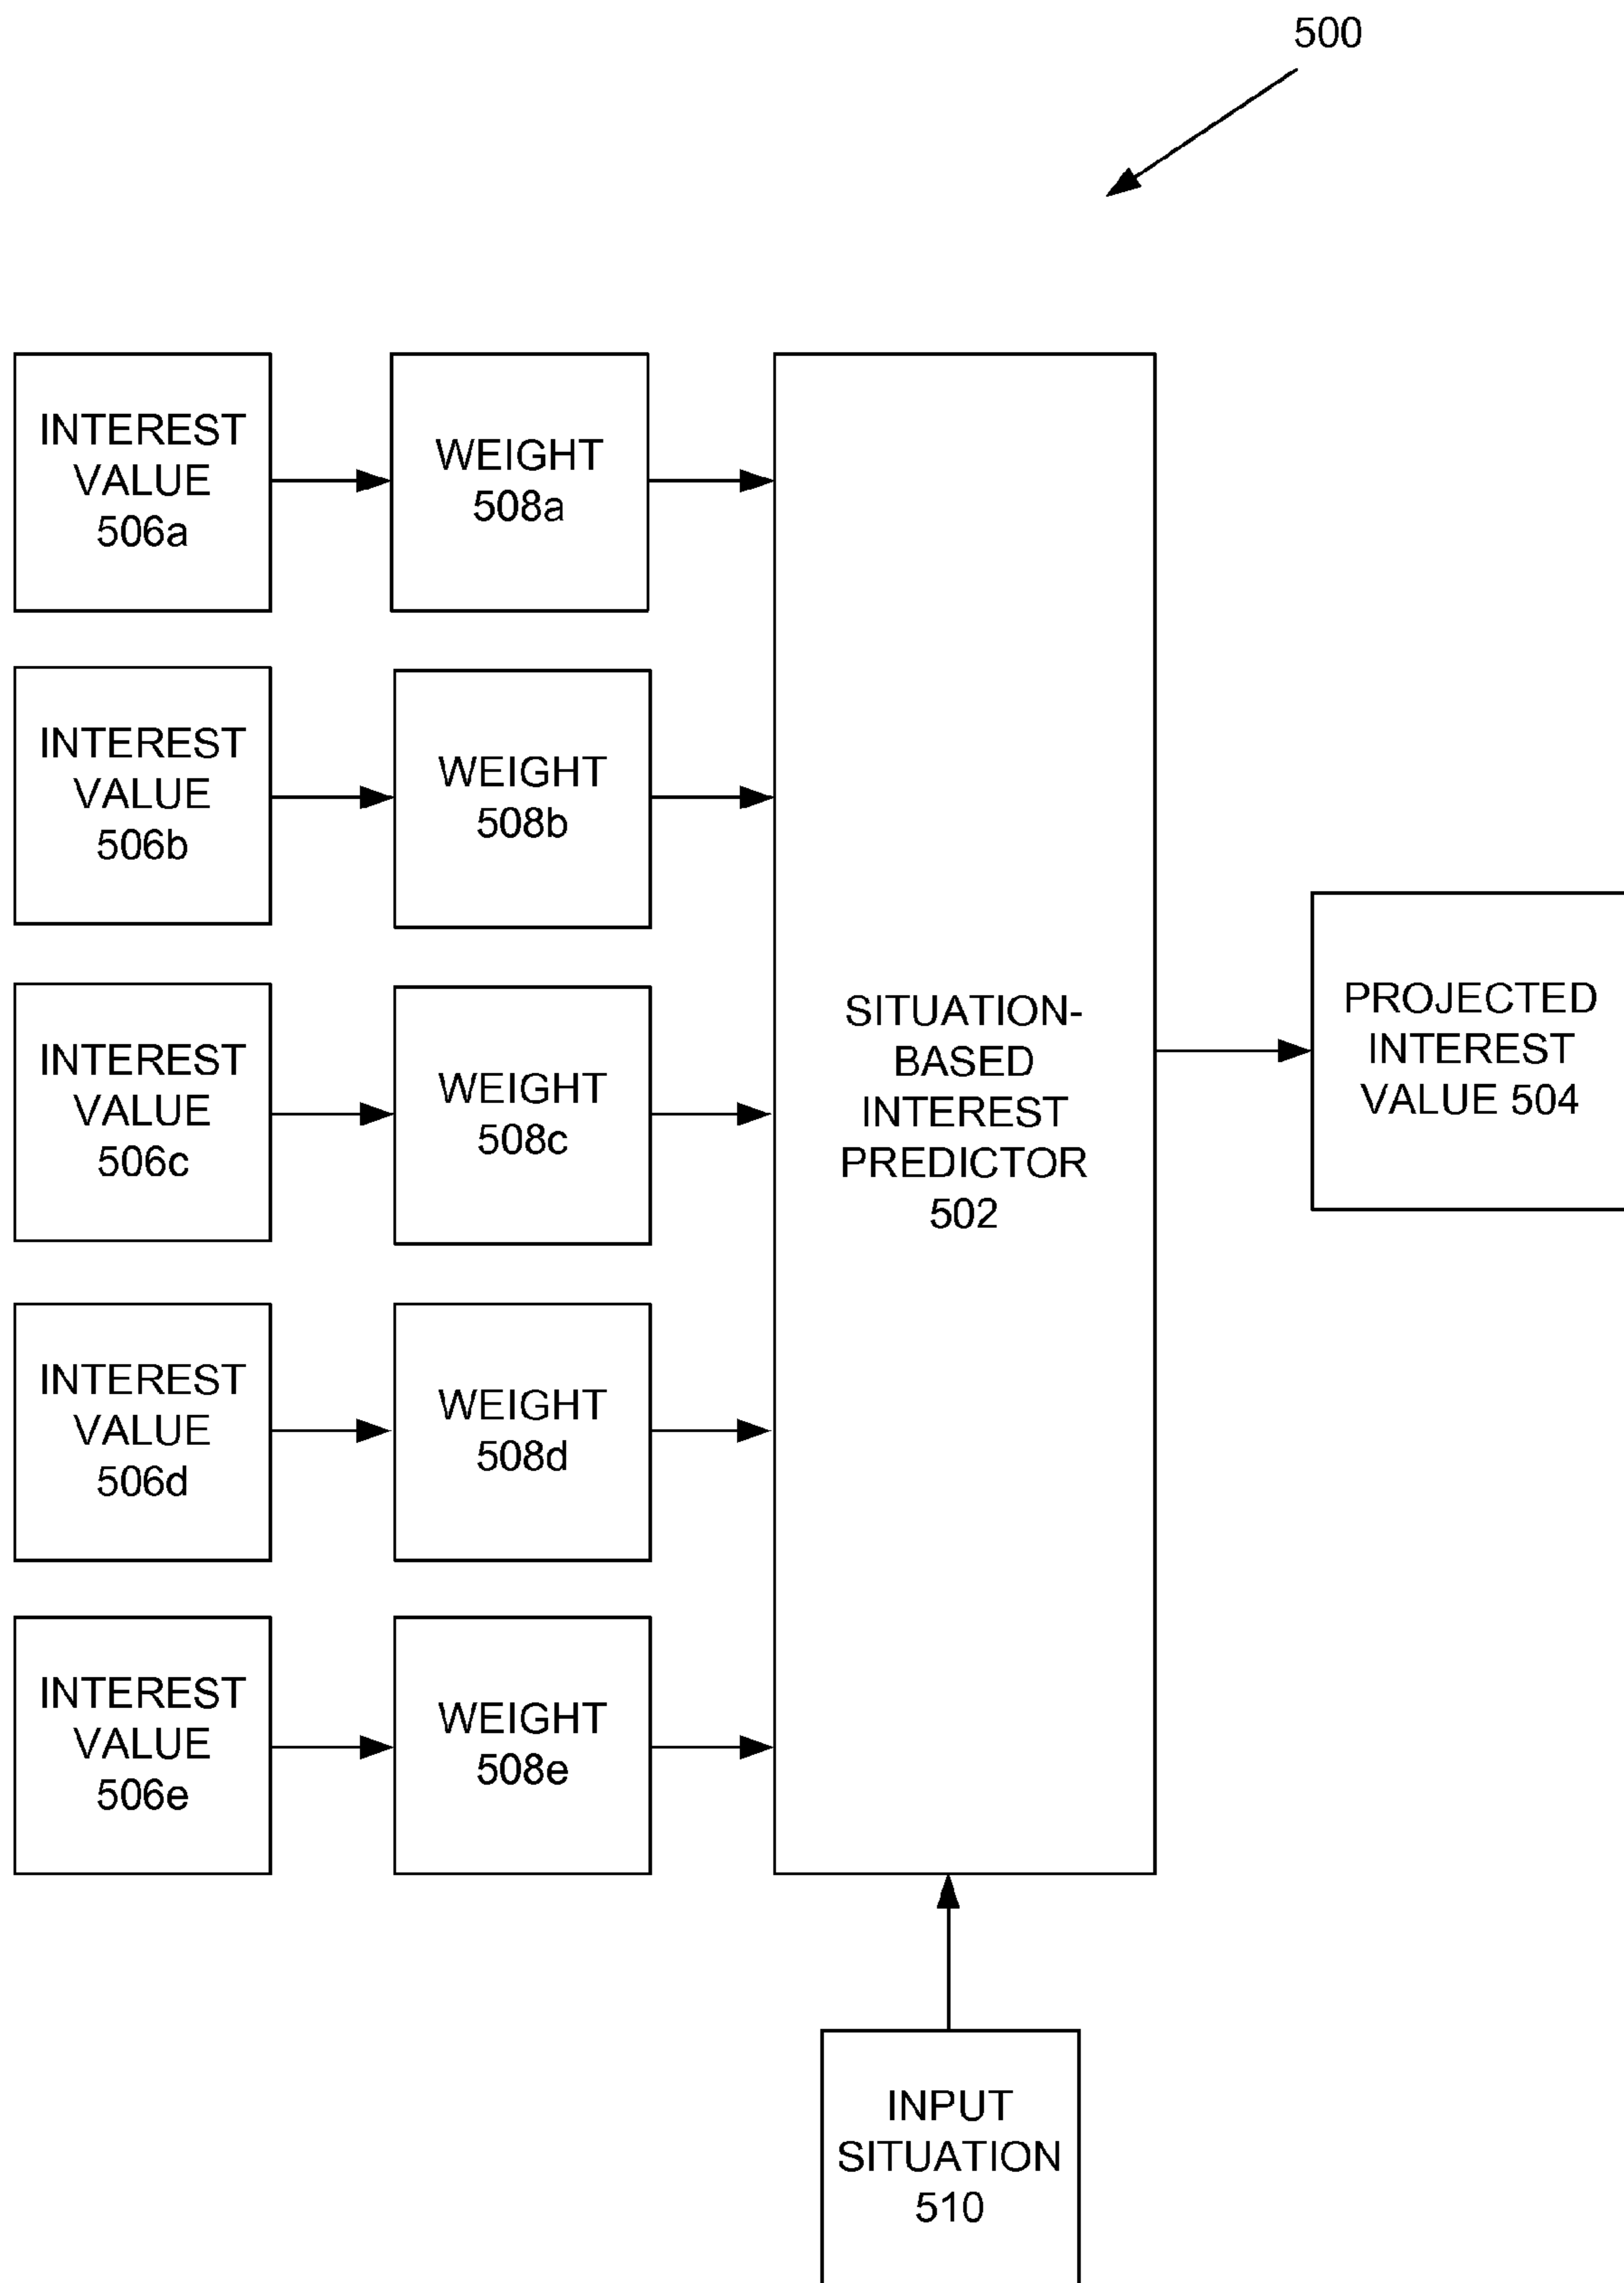 500
INTEREST
VALUE
506a
WEIGHT
508a
INTEREST
VALUE
506b
WEIGHT
508b
INTEREST
VALUE
506c
WEIGHT
508c
INTEREST
VALUE
506d
WEIGHT
508d
INTEREST
VALUE
506e
WEIGHT
508e
SITUATION-
BASED
INTEREST
PREDICTOR
502
PROJECTED
INTEREST
VALUE 504
INPUT
SITUATION
510